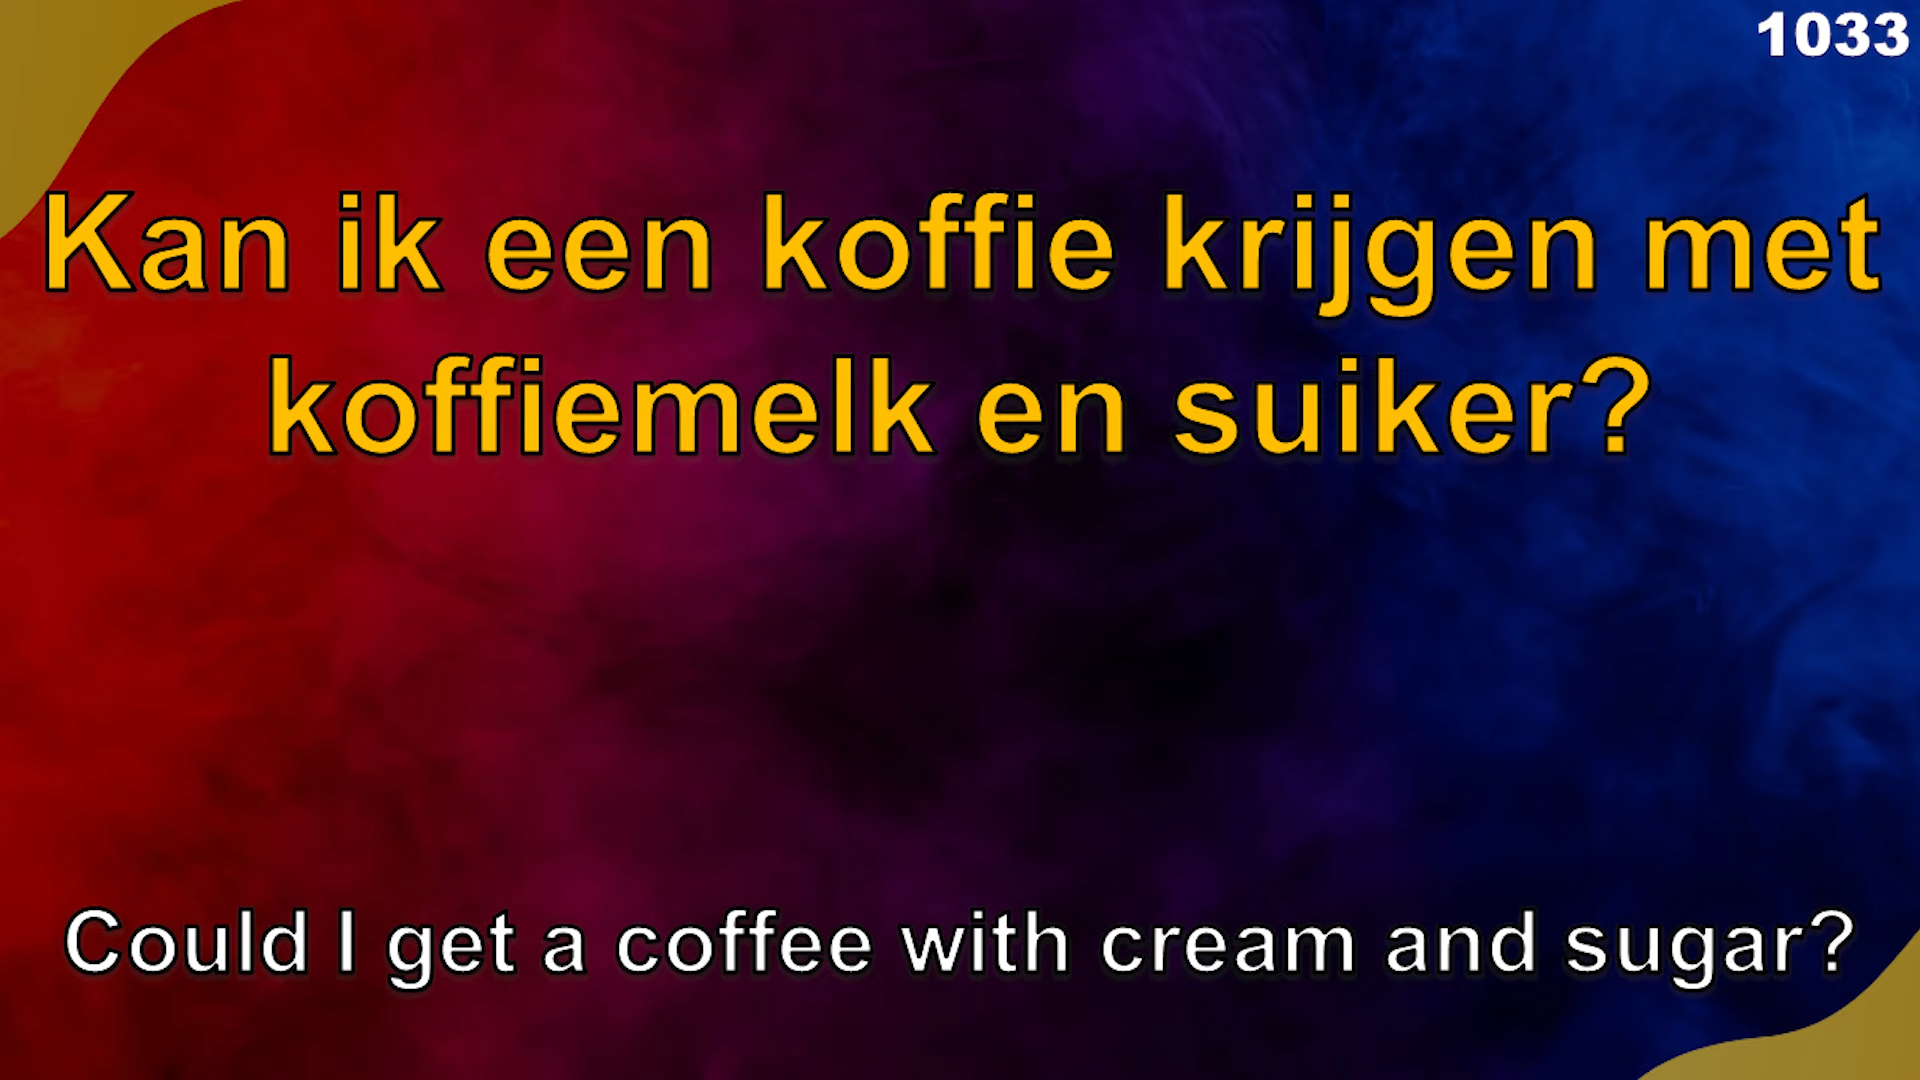 1033
Kan ik een koffie krijgen met
koffiemelk en suiker?
Could I get a coffee with cream and sugar?